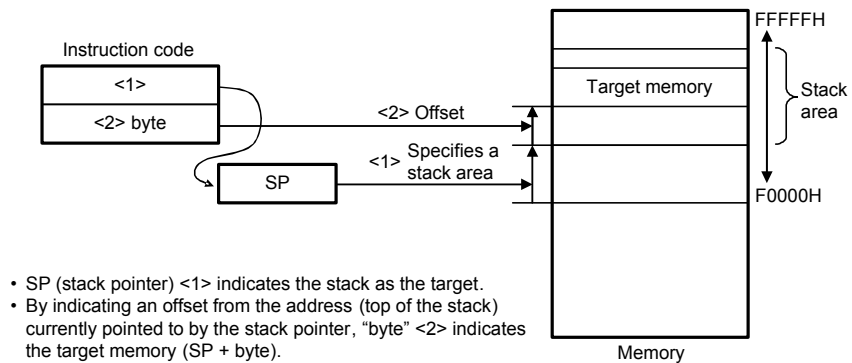 Instruction code
<1>
<2> byte
SP
<2> Offset
<1> Specifies a
stack area
Target memory
FFFFFH
Stack
area
F0000H
Memory
• SP (stack pointer) <1> indicates the stack as the target.
• By indicating an offset from the address (top of the stack)
currently pointed to by the stack pointer, “byte” <2> indicates
the target memory (SP + byte).